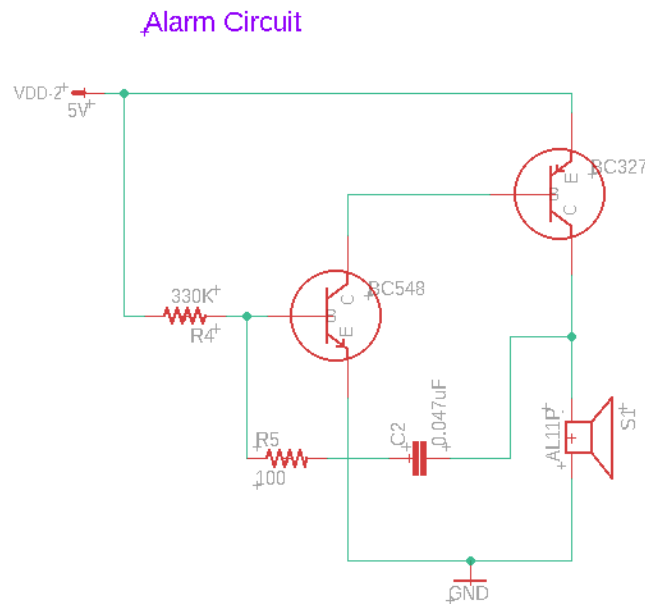 Alarm Circuit
VDD-2
5V
BC327
E
B
C
330K
R4
BC548
C
B
E
R5
100
C2
0.047uF
AL11P.
S1
GND